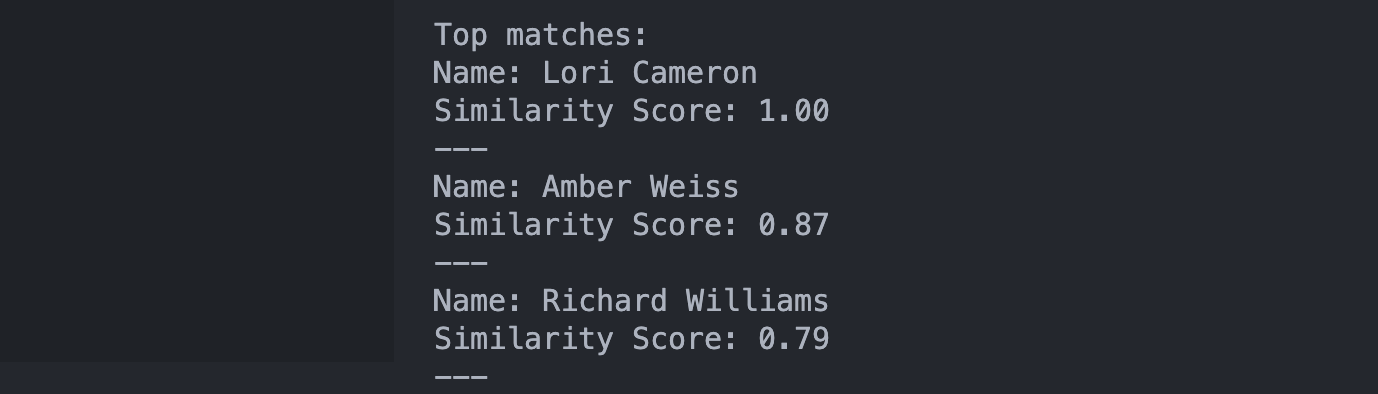 Top matches:
Name: Lori Cameron
Similarity Score: 1.00
---
Name: Amber Weiss
Similarity Score: 0.87
---
Name: Richard Williams
Similarity Score: 0.79
---